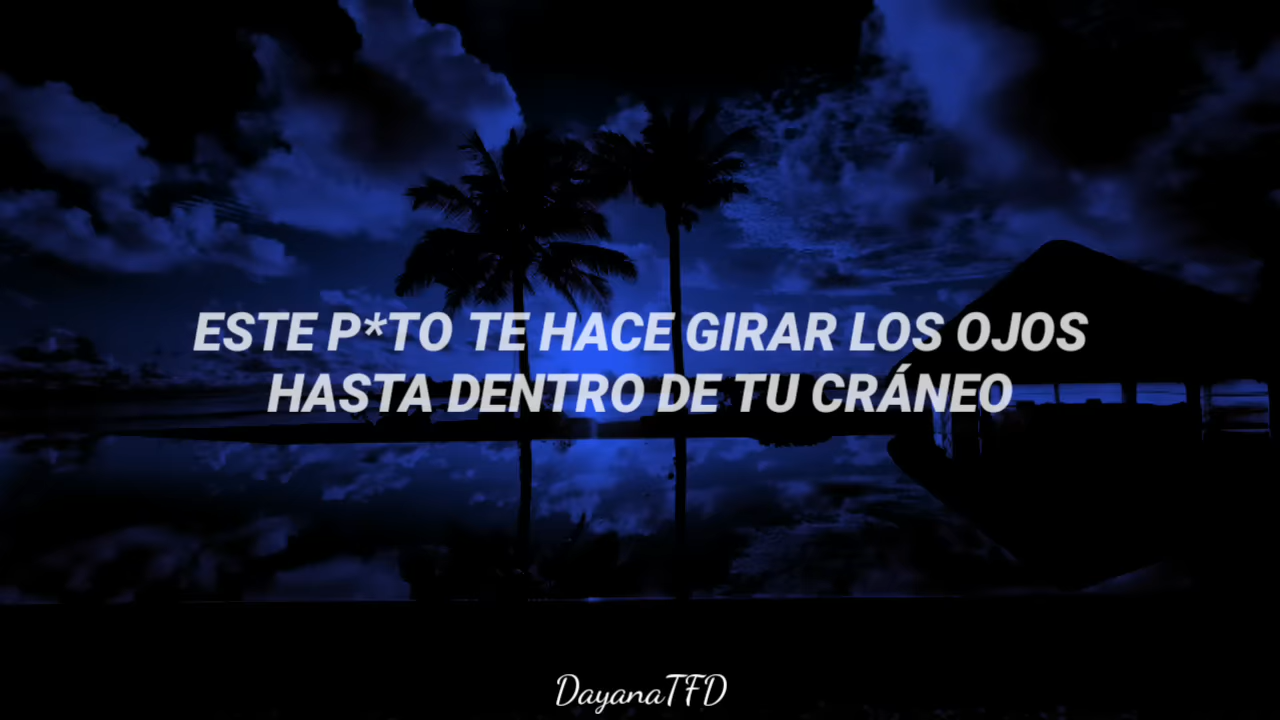 ESTE P*TO TE HACE GIRAR LOS OJOS
HASTA DENTRO DE TU CRÁNEO
DayanaTFD